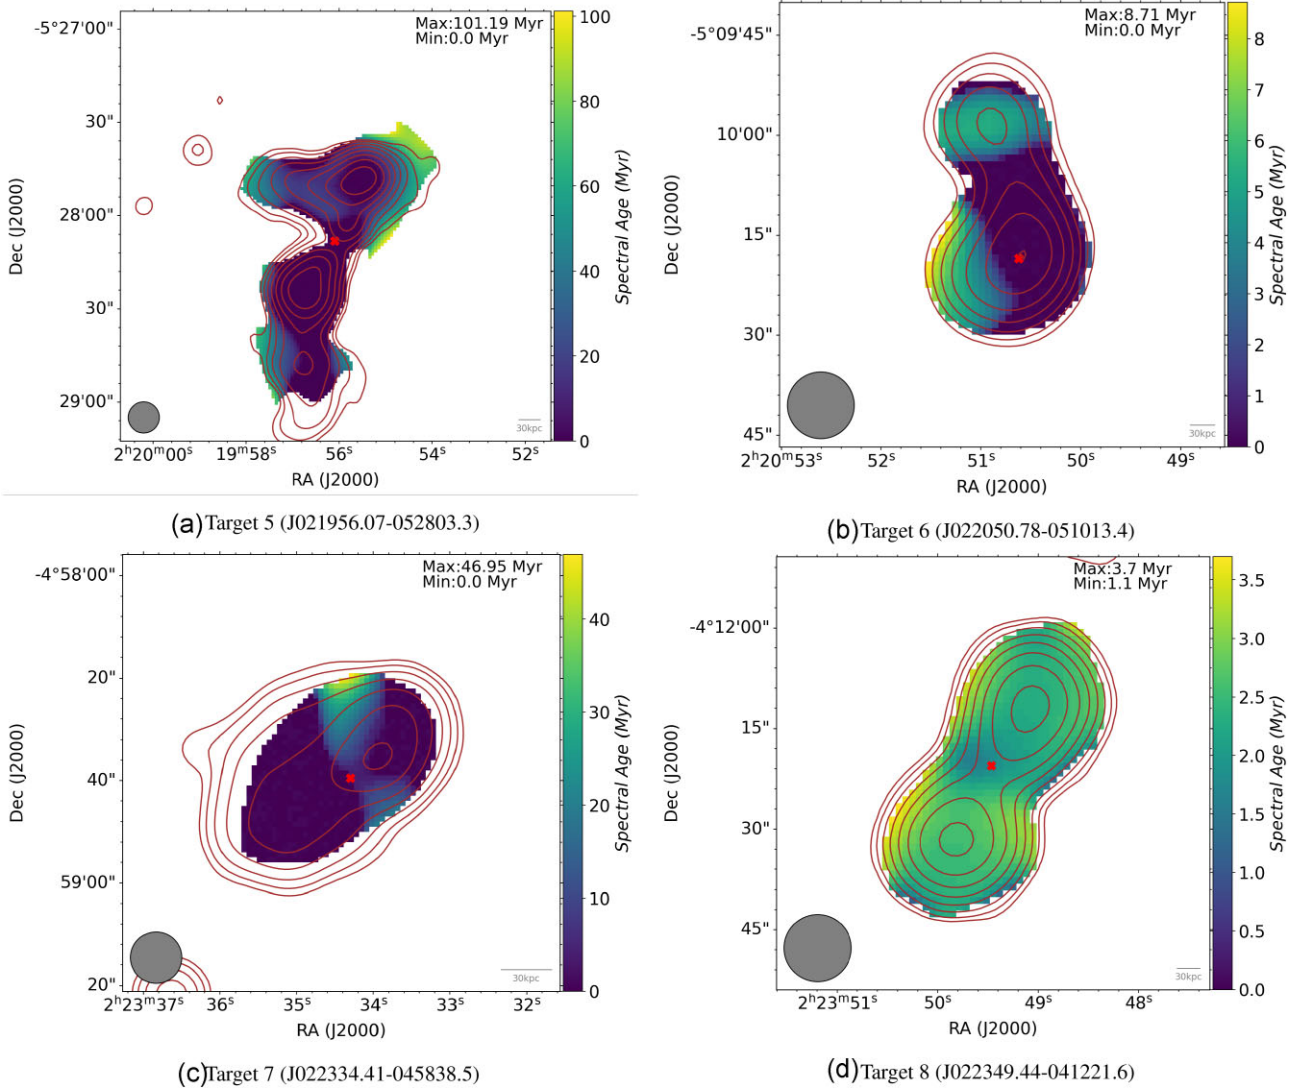 Max:101.19 Myr
Min:0.0 Myr
-5°27'00"
30"
28'00"
30"
29'00"
Dec (J2000)
2ʰ20ᵐ00ˢ 19ᵐ58ˢ 56ˢ 54ˢ 52ˢ
RA (J2000)
30kpc
100
80
60
40
20
0
Spectral Age (Myr)
(a) Target 5 (J021956.07-052803.3)
Max:8.71 Myr
Min:0.0 Myr
-5°09'45"
10'00"
15"
30"
45"
Dec (J2000)
2ʰ20ᵐ53ˢ 52ˢ 51ˢ 50ˢ 49ˢ
RA (J2000)
30kpc
8
7
6
5
4
3
2
1
0
Spectral Age (Myr)
(b) Target 6 (J022050.78-051013.4)
Max:46.95 Myr
Min:0.0 Myr
-4°58'00"
20"
40"
59'00"
20"
Dec (J2000)
2ʰ23ᵐ37ˢ 36ˢ 35ˢ 34ˢ 33ˢ 32ˢ
RA (J2000)
30kpc
40
30
20
10
0
Spectral Age (Myr)
(c) Target 7 (J022334.41-045838.5)
Max:3.7 Myr
Min:1.1 Myr
-4°12'00"
15"
30"
45"
Dec (J2000)
2ʰ23ᵐ51ˢ 50ˢ 49ˢ 48ˢ
RA (J2000)
30kpc
3.5
3.0
2.5
2.0
1.5
1.0
0.5
0.0
Spectral Age (Myr)
(d) Target 8 (J022349.44-041221.6)